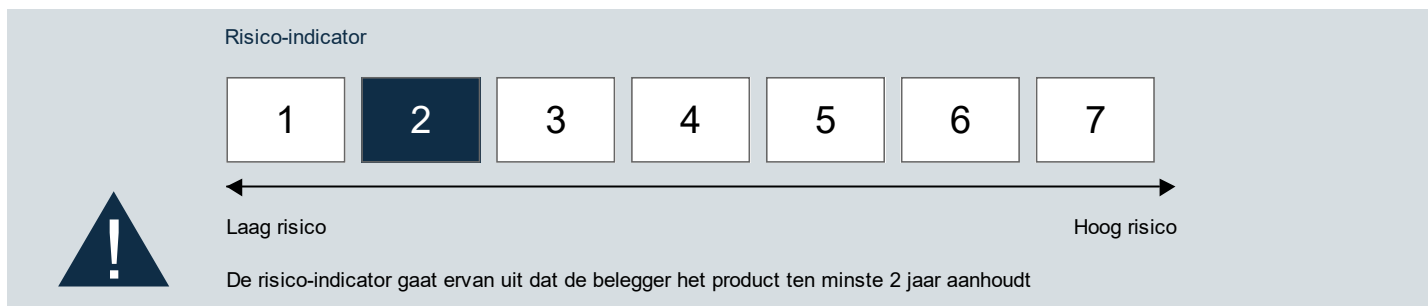 Risico-indicator
1 2 3 4 5 6 7
Laag risico Hoog risico
!
De risico-indicator gaat ervan uit dat de belegger het product ten minste 2 jaar aanhoudt